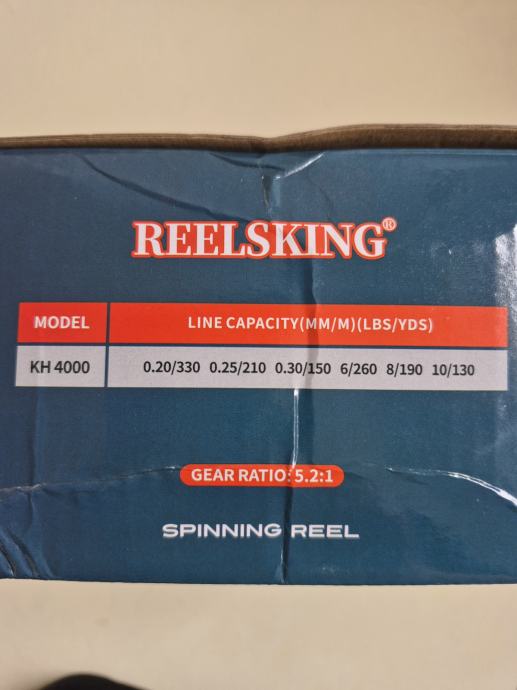 REELSKING®
MODEL LINE CAPACITY(MM/M)(LBS/YDS)
KH 4000 0.20/330 0.25/210 0.30/150 6/260 8/190 10/130
GEAR RATIO: 5.2:1
SPINNING REEL